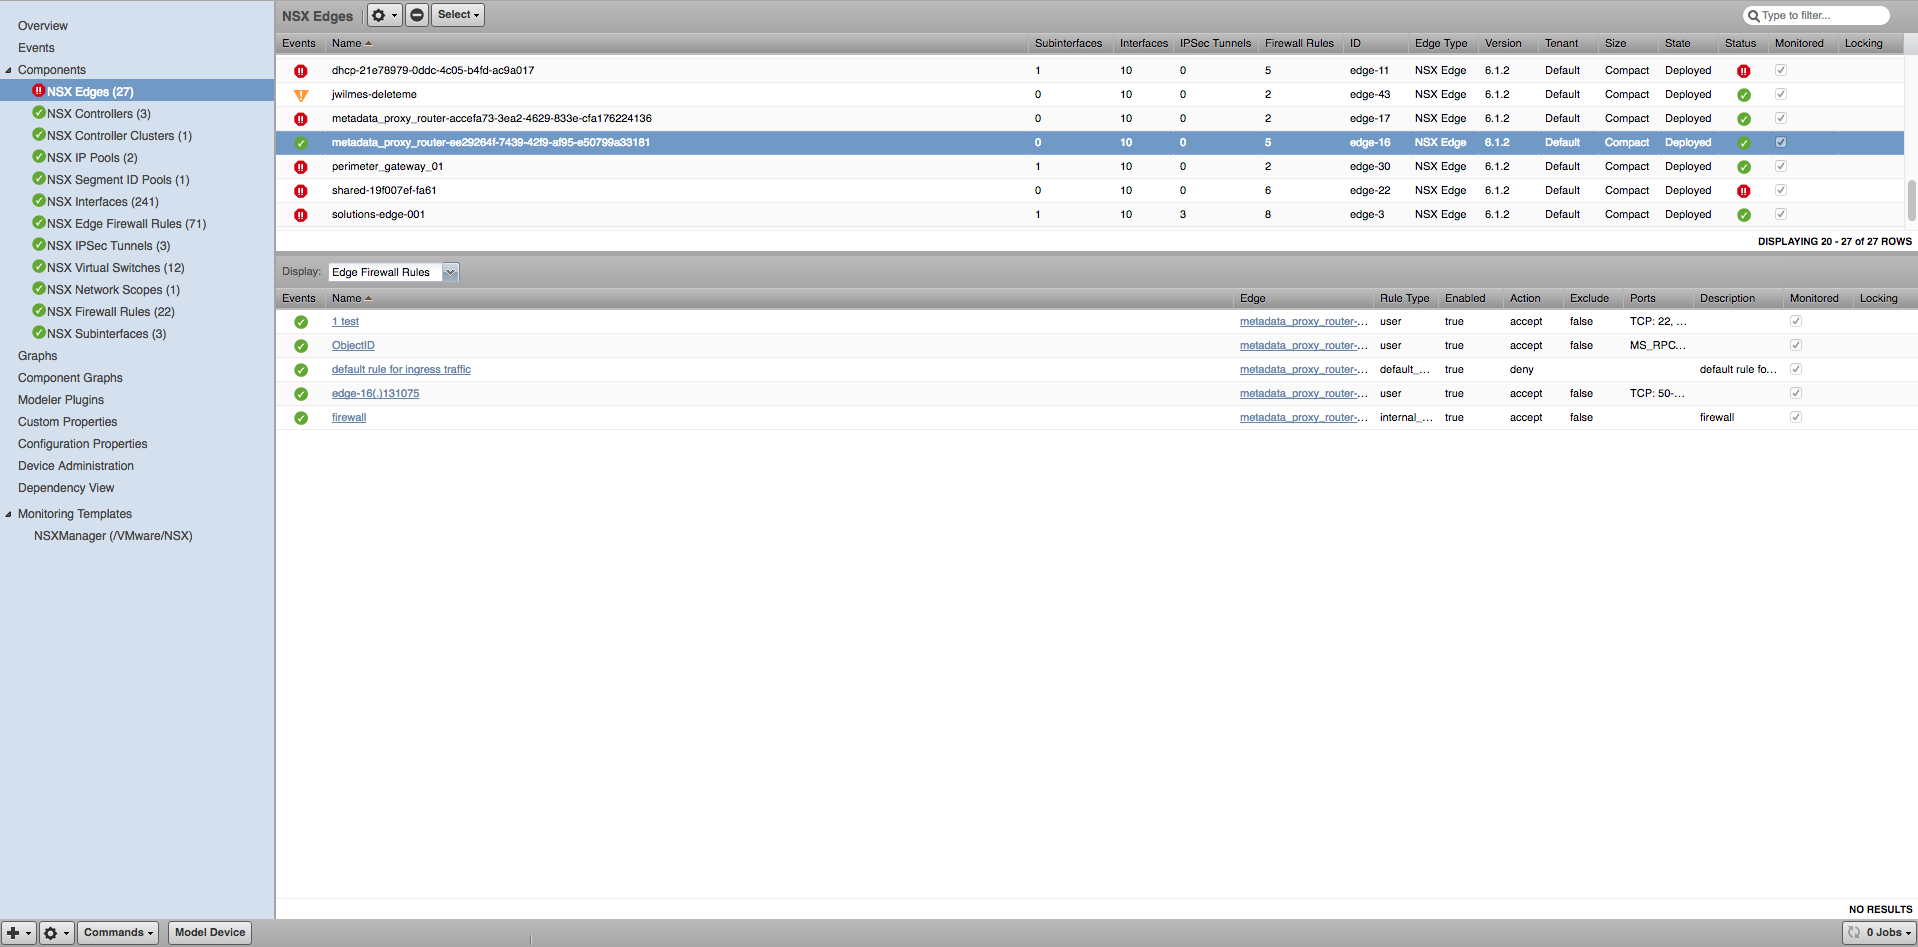 Overview
Events
Components
NSX Edges (27)
NSX Controllers (3)
NSX Controller Clusters (1)
NSX IP Pools (2)
NSX Segment ID Pools (1)
NSX Interfaces (241)
NSX Edge Firewall Rules (71)
NSX IPSec Tunnels (3)
NSX Virtual Switches (12)
NSX Network Scopes (1)
NSX Firewall Rules (22)
NSX Subinterfaces (3)
Graphs
Component Graphs
Modeler Plugins
Custom Properties
Configuration Properties
Device Administration
Dependency View
Monitoring Templates
NSXManager (/VMware/NSX)
NSX Edges Select Type to filter...
Events Name Subinterfaces Interfaces IPSec Tunnels Firewall Rules ID Edge Type Version Tenant Size State Status Monitored Locking
dhcp-21e78979-0ddc-4c05-b4fd-ac9a017 1 10 0 5 edge-11 NSX Edge 6.1.2 Default Compact Deployed
jwilmes-deleteme 0 10 0 2 edge-43 NSX Edge 6.1.2 Default Compact Deployed
metadata_proxy_router-accefa73-3ea2-4629-833e-cfa176224136 0 10 0 2 edge-17 NSX Edge 6.1.2 Default Compact Deployed
metadata_proxy_router-ee29264f-7439-42f9-af95-e50799a33181 0 10 0 5 edge-16 NSX Edge 6.1.2 Default Compact Deployed
perimeter_gateway_01 1 10 0 2 edge-30 NSX Edge 6.1.2 Default Compact Deployed
shared-19f007ef-fa61 0 10 0 6 edge-22 NSX Edge 6.1.2 Default Compact Deployed
solutions-edge-001 1 10 3 8 edge-3 NSX Edge 6.1.2 Default Compact Deployed
DISPLAYING 20 - 27 of 27 ROWS
Display: Edge Firewall Rules
Events Name Edge Rule Type Enabled Action Exclude Ports Description Monitored Locking
1 test metadata_proxy_router-... user true accept false TCP: 22, ...
ObjectID metadata_proxy_router-... user true accept false MS_RPC...
default rule for ingress traffic metadata_proxy_router-... default_... true deny default rule fo...
edge-16(.)131075 metadata_proxy_router-... user true accept false TCP: 50-...
firewall metadata_proxy_router-... internal_... true accept false firewall
NO RESULTS
Commands Model Device 0 Jobs